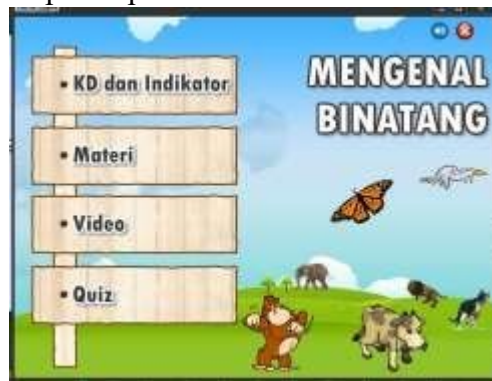 • KD dan Indikator
• Materi
• Video
• Quiz
MENGENAL
BINATANG